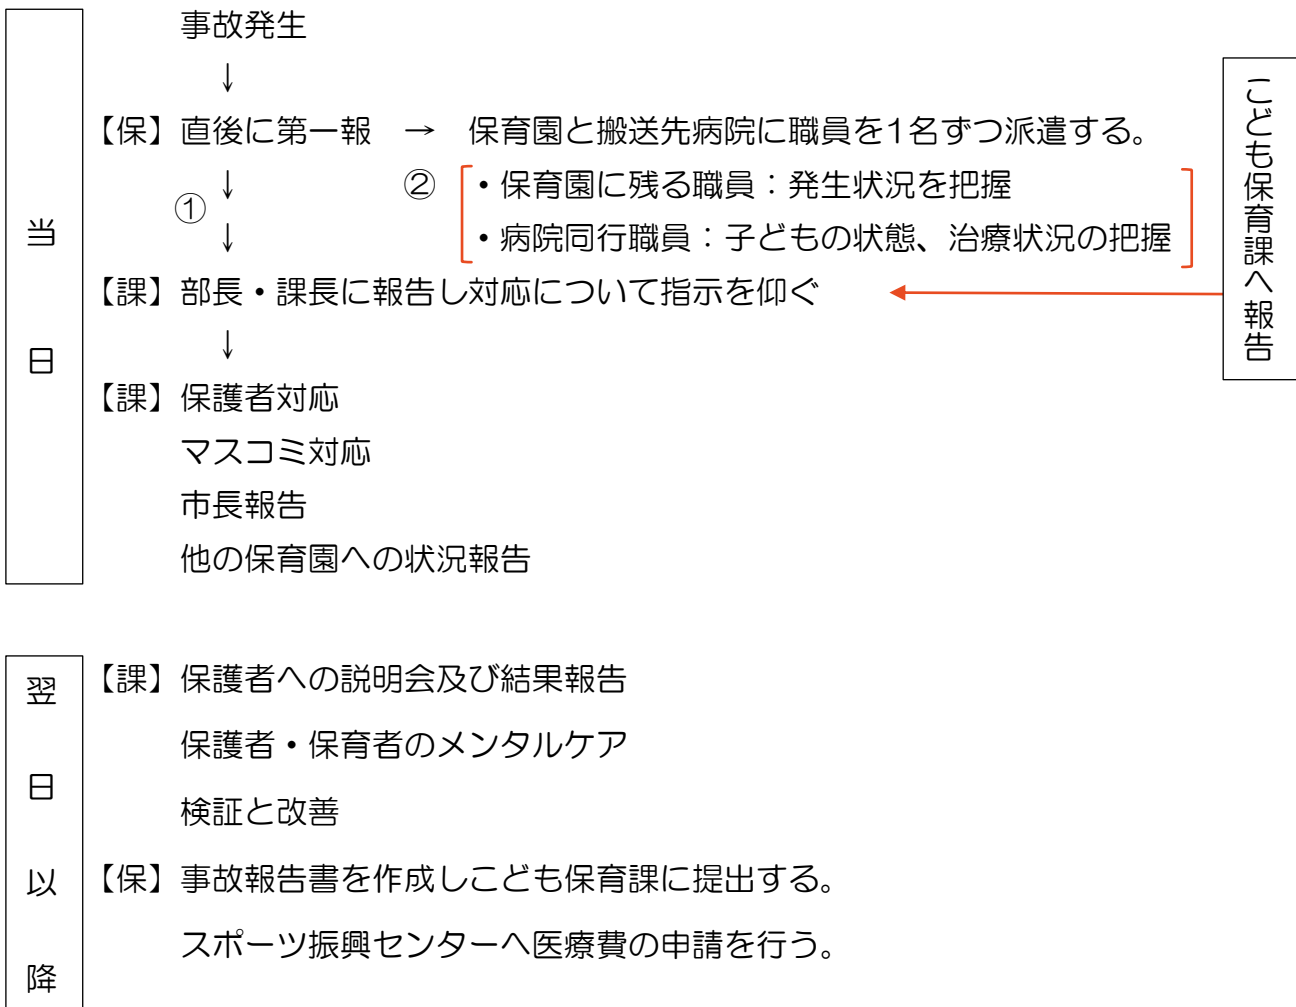 事故発生
↓
【保】直後に第一報 → 保育園と搬送先病院に職員を1名ずつ派遣する。
↓ ② ・保育園に残る職員：発生状況を把握
①
↓ ・病院同行職員：子どもの状態、治療状況の把握
【課】部長・課長に報告し対応について指示を仰ぐ
↓
【課】保護者対応
マスコミ対応
市長報告
他の保育園への状況報告
当日
こども保育課へ報告
【課】保護者への説明会及び結果報告
保護者・保育者のメンタルケア
検証と改善
【保】事故報告書を作成しこども保育課に提出する。
スポーツ振興センターへ医療費の申請を行う。
翌日以降